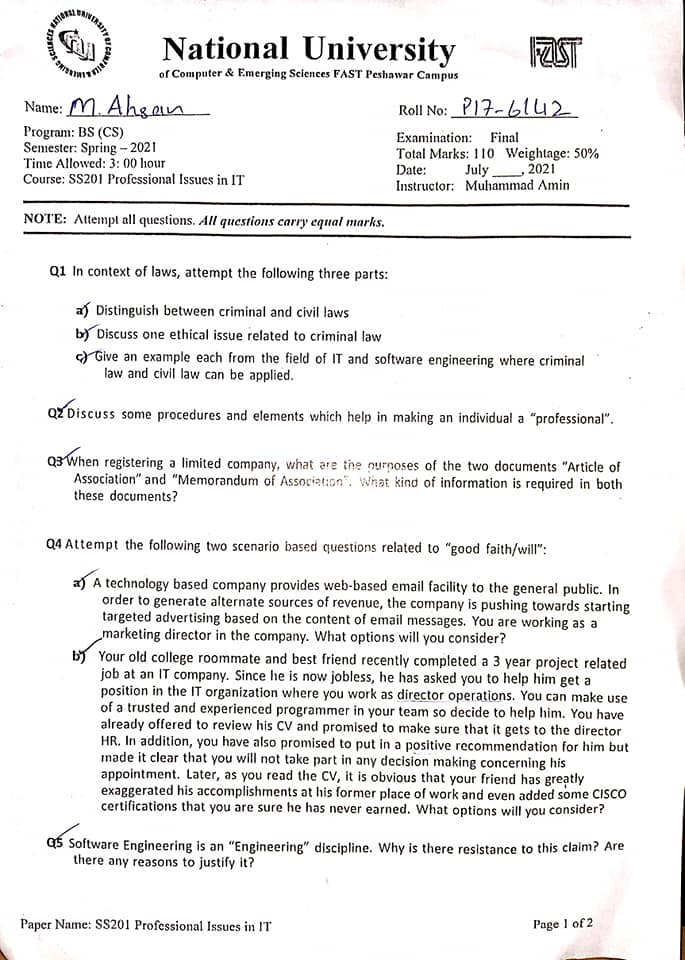 NATIONAL UNIVERSITY OF COMPUTER & EMERGING SCIENCES
National University
FAST
of Computer & Emerging Sciences FAST Peshawar Campus
Name: M. Ahsan
Roll No: P17-6142
Program: BS (CS)
Semester: Spring – 2021
Time Allowed: 3: 00 hour
Course: SS201 Professional Issues in IT
Examination: Final
Total Marks: 110 Weightage: 50%
Date: July ____, 2021
Instructor: Muhammad Amin
NOTE: Attempt all questions. All questions carry equal marks.
Q1 In context of laws, attempt the following three parts:
a) Distinguish between criminal and civil laws
b) Discuss one ethical issue related to criminal law
c) Give an example each from the field of IT and software engineering where criminal
law and civil law can be applied.
Q2 Discuss some procedures and elements which help in making an individual a "professional".
Q3 When registering a limited company, what are the purposes of the two documents "Article of
Association" and "Memorandum of Association". What kind of information is required in both
these documents?
Q4 Attempt the following two scenario based questions related to "good faith/will":
a) A technology based company provides web-based email facility to the general public. In
order to generate alternate sources of revenue, the company is pushing towards starting
targeted advertising based on the content of email messages. You are working as a
marketing director in the company. What options will you consider?
b) Your old college roommate and best friend recently completed a 3 year project related
job at an IT company. Since he is now jobless, he has asked you to help him get a
position in the IT organization where you work as director operations. You can make use
of a trusted and experienced programmer in your team so decide to help him. You have
already offered to review his CV and promised to make sure that it gets to the director
HR. In addition, you have also promised to put in a positive recommendation for him but
made it clear that you will not take part in any decision making concerning his
appointment. Later, as you read the CV, it is obvious that your friend has greatly
exaggerated his accomplishments at his former place of work and even added some CISCO
certifications that you are sure he has never earned. What options will you consider?
Q5 Software Engineering is an "Engineering" discipline. Why is there resistance to this claim? Are
there any reasons to justify it?
Paper Name: SS201 Professional Issues in IT
Page 1 of 2